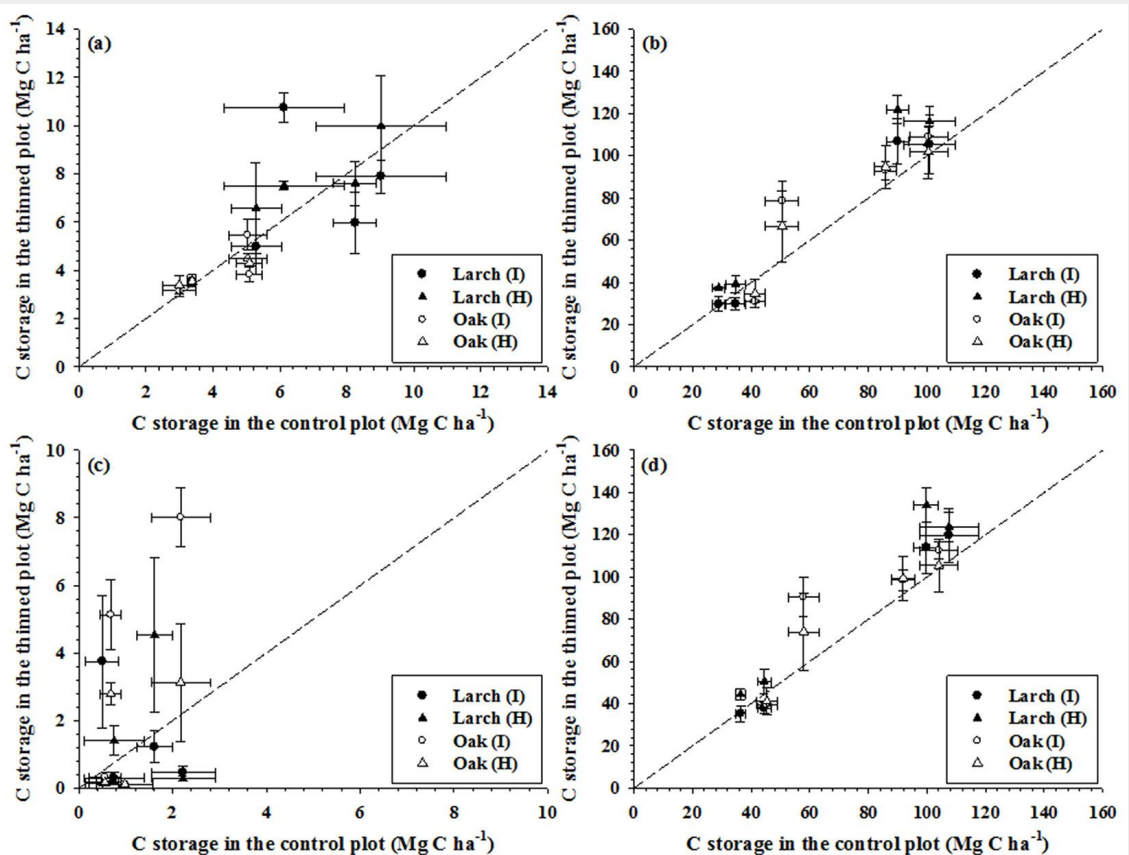 (a)
C storage in the thinned plot (Mg C ha⁻¹)
14
12
10
8
6
4
2
0
Larch (I)
Larch (H)
Oak (I)
Oak (H)
0 2 4 6 8 10 12 14
C storage in the control plot (Mg C ha⁻¹)
(b)
C storage in the thinned plot (Mg C ha⁻¹)
160
140
120
100
80
60
40
20
0
Larch (I)
Larch (H)
Oak (I)
Oak (H)
0 20 40 60 80 100 120 140 160
C storage in the control plot (Mg C ha⁻¹)
(c)
C storage in the thinned plot (Mg C ha⁻¹)
10
8
6
4
2
0
Larch (I)
Larch (H)
Oak (I)
Oak (H)
0 2 4 6 8 10
C storage in the control plot (Mg C ha⁻¹)
(d)
C storage in the thinned plot (Mg C ha⁻¹)
160
140
120
100
80
60
40
20
0
Larch (I)
Larch (H)
Oak (I)
Oak (H)
0 20 40 60 80 100 120 140 160
C storage in the control plot (Mg C ha⁻¹)